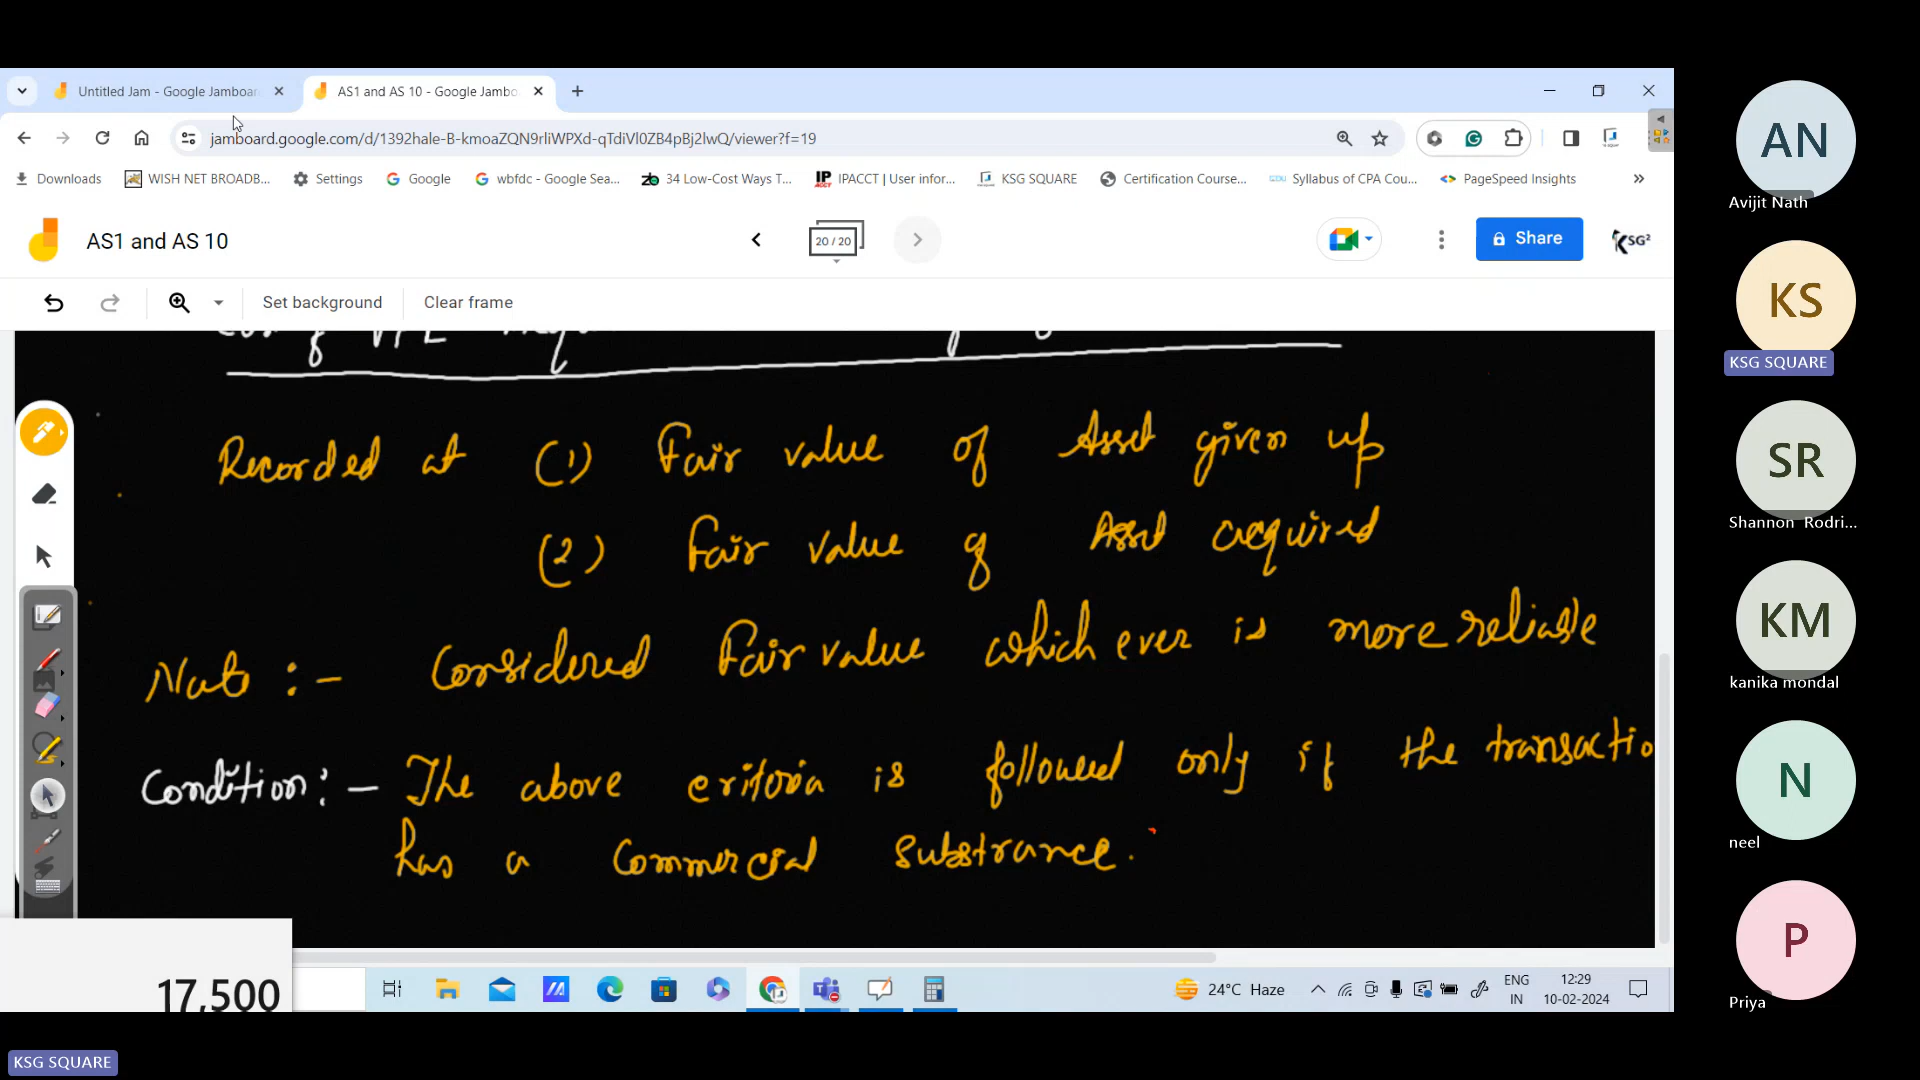 Untitled Jam - Google Jamboar
AS1 and AS 10 - Google Jambo
jamboard.google.com/d/1392hale-B-kmoaZQN9rliWPXd-qTdiVl0ZB4pBj2lwQ/viewer?f=19
Downloads
WISH NET BROADB...
Settings
Google
wbfdc - Google Sea...
34 Low-Cost Ways T...
IPACCT | User infor...
KSG SQUARE
Certification Course...
Syllabus of CPA Cou...
PageSpeed Insights
AS1 and AS 10
20 / 20
Share
KSG²
Set background
Clear frame
Recorded at (1) Fair value of Asset given up
(2) Fair value of Asset acquired
Note :- Considered Fair value which ever is more reliable
Condition :- The above criteria is followed only if the transactio
has a Commercial substrance.
17,500
24°C Haze
ENG
IN
12:29
10-02-2024
AN
Avijit Nath
KS
KSG SQUARE
SR
Shannon Rodri...
KM
kanika mondal
N
neel
P
Priya
KSG SQUARE